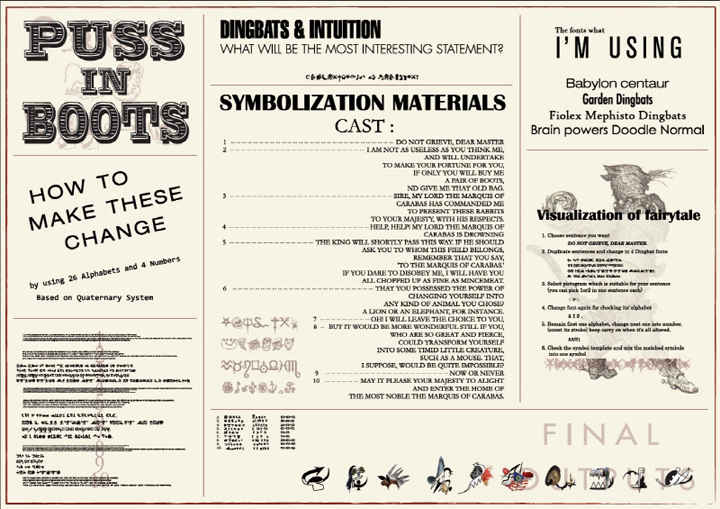 PUSS
IN
BOOTS
HOW TO
MAKE THESE
CHANGE
by using 26 Alphabets and 4 Numbers
Based on Quaternary System
DINGBATS & INTUITION
WHAT WILL BE THE MOST INTERESTING STATEMENT?
SYMBOLIZATION MATERIALS
CAST :
1 DO NOT GRIEVE, DEAR MASTER
2 I AM NOT AS USELESS AS YOU THINK ME,
AND WILL UNDERTAKE
TO MAKE YOUR FORTUNE FOR YOU,
IF ONLY YOU WILL BUY ME
A PAIR OF BOOTS,
ND GIVE ME THAT OLD BAG.
3 SIRE, MY LORD THE MARQUIS OF
CARABAS HAS COMMANDED ME
TO PRESENT THESE RABBITS
TO YOUR MAJESTY, WITH HIS RESPECTS.
4 HELP, HELP! MY LORD THE MARQUIS OF
CARABAS IS DROWNING
5 THE KING WILL SHORTLY PASS THIS WAY. IF HE SHOULD
ASK YOU TO WHOM THIS FIELD BELONGS,
REMEMBER THAT YOU SAY,
'TO THE MARQUIS OF CARABAS.'
IF YOU DARE TO DISOBEY ME, I WILL HAVE YOU
ALL CHOPPED UP AS FINE AS MINCEMEAT.
6 THAT YOU POSSESSED THE POWER OF
CHANGING YOURSELF INTO
ANY KIND OF ANIMAL YOU CHOSE?
A LION OR AN ELEPHANT, FOR INSTANCE.
7 OH! I WILL LEAVE THE CHOICE TO YOU,
8 BUT IT WOULD BE MORE WONDERFUL STILL IF YOU,
WHO ARE SO GREAT AND FIERCE,
COULD TRANSFORM YOURSELF
INTO SOME TIMID LITTLE CREATURE,
SUCH AS A MOUSE. THAT,
I SUPPOSE, WOULD BE QUITE IMPOSSIBLE?
9 NOW OR NEVER
10 MAY IT PLEASE YOUR MAJESTY TO ALIGHT
AND ENTER THE HOME OF
THE MOST NOBLE THE MARQUIS OF CARABAS.
The fonts what
I'M USING
Babylon centaur
Garden Dingbats
Fiolex Mephisto Dingbats
Brain powers Doodle Normal
Visualization of fairytale
1. Choose sentence you want.
DO NOT GRIEVE, DEAR MASTER.
2. Duplicate sentences and change in 4 Dingbat fonts
3. Select pictogram which is suitable for your sentence
(you can pick 1or2 in one sentence each)
4. Change font again for checking its' alphabet
5. Remain first one alphabet, change next one into number.
(count its stroke) keep carry on when it's all altered.
6. Check the symbol template and mix the matched symbols
into one symbol
FINAL
OUTPUTS